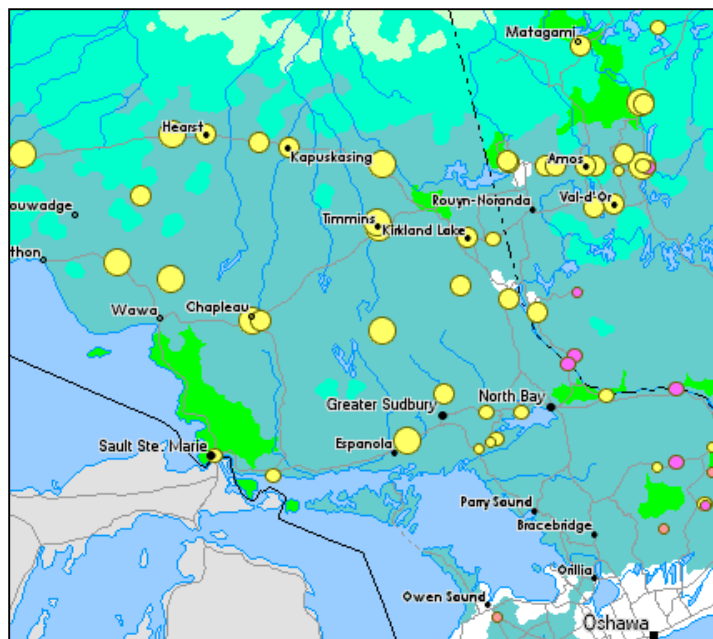 Matagami
Hearst
Kapuskasing
Amos
ouwadge
Rouyn-Noranda
Val-d'Or
Timmins
Kirkland Lake
thon
Wawa
Chapleau
Greater Sudbury
North Bay
Sault Ste. Marie
Espanola
Parry Sound
Bracebridge
Orillia
Owen Sound
Oshawa